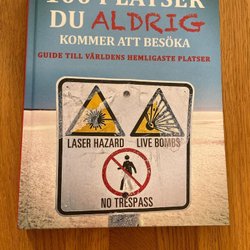 100 PLATSER
DU ALDRIG
KOMMER ATT BESÖKA
GUIDE TILL VÄRLDENS HEMLIGASTE PLATSER
LASER HAZARD LIVE BOMBS
NO TRESPASS